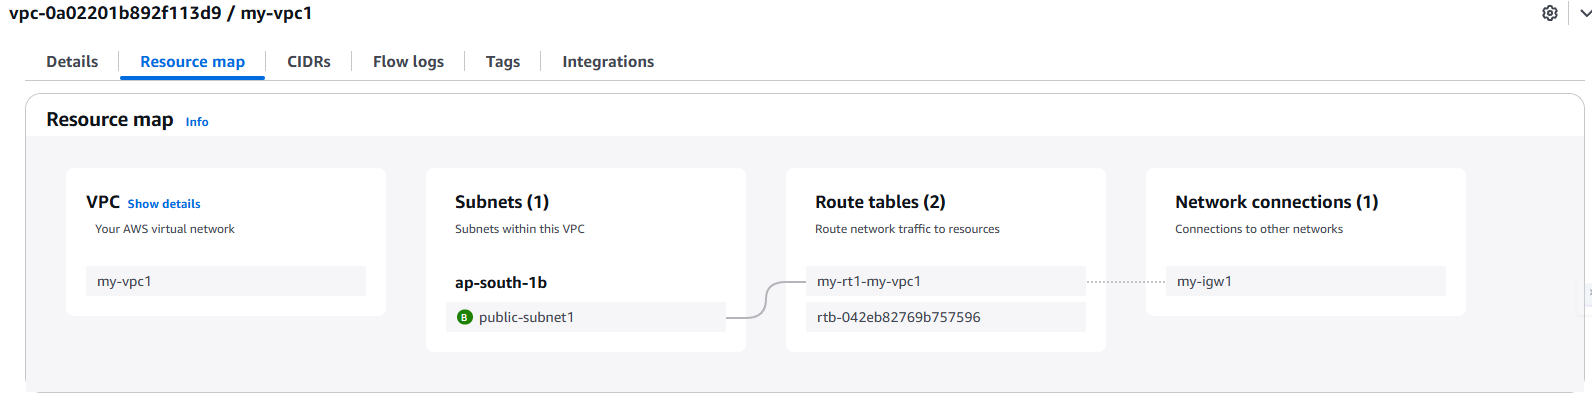 vpc-0a02201b892f113d9 / my-vpc1
Details
Resource map
CIDRs
Flow logs
Tags
Integrations
Resource map Info
VPC Show details
Your AWS virtual network
my-vpc1
Subnets (1)
Subnets within this VPC
ap-south-1b
B public-subnet1
Route tables (2)
Route network traffic to resources
my-rt1-my-vpc1
rtb-042eb82769b757596
Network connections (1)
Connections to other networks
my-igw1